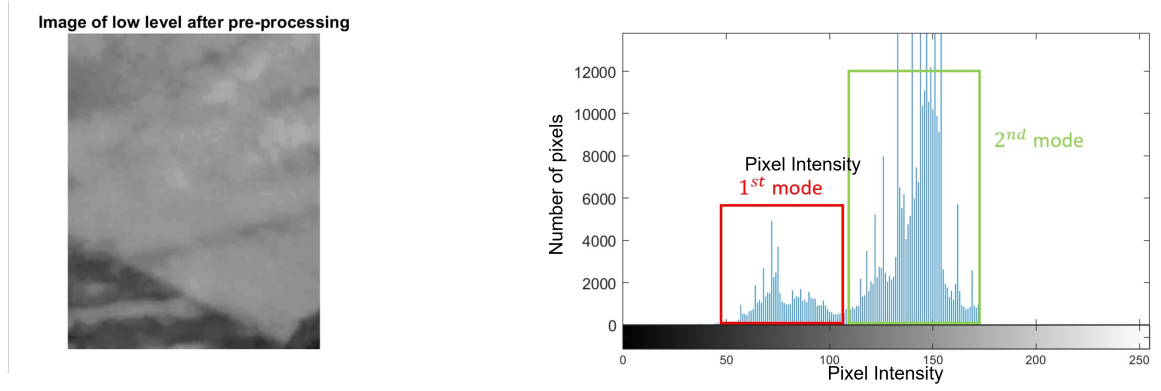 Image of low level after pre-processing
Number of pixels
12000
10000
8000
6000
4000
2000
0
Pixel Intensity
1st mode
2nd mode
0 50 100 150 200 250
Pixel Intensity